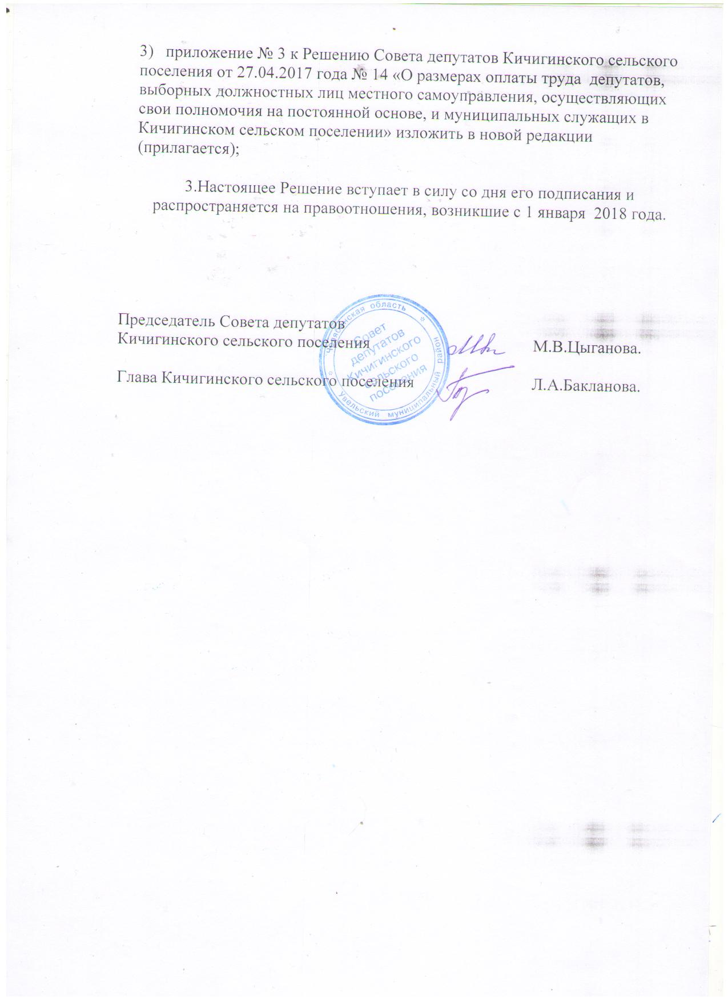 3) приложение № 3 к Решению Совета депутатов Кичигинского сельского
поселения от 27.04.2017 года № 14 «О размерах оплаты труда депутатов,
выборных должностных лиц местного самоуправления, осуществляющих
свои полномочия на постоянной основе, и муниципальных служащих в
Кичигинском сельском поселении» изложить в новой редакции
(прилагается);
3.Настоящее Решение вступает в силу со дня его подписания и
распространяется на правоотношения, возникшие с 1 января 2018 года.
Председатель Совета депутатов
Кичигинского сельского поселения М.В.Цыганова.
Глава Кичигинского сельского поселения Л.А.Бакланова.
Челябинская область
Увельский муниципальный район
Совет
депутатов
Кичигинского
сельского
поселения